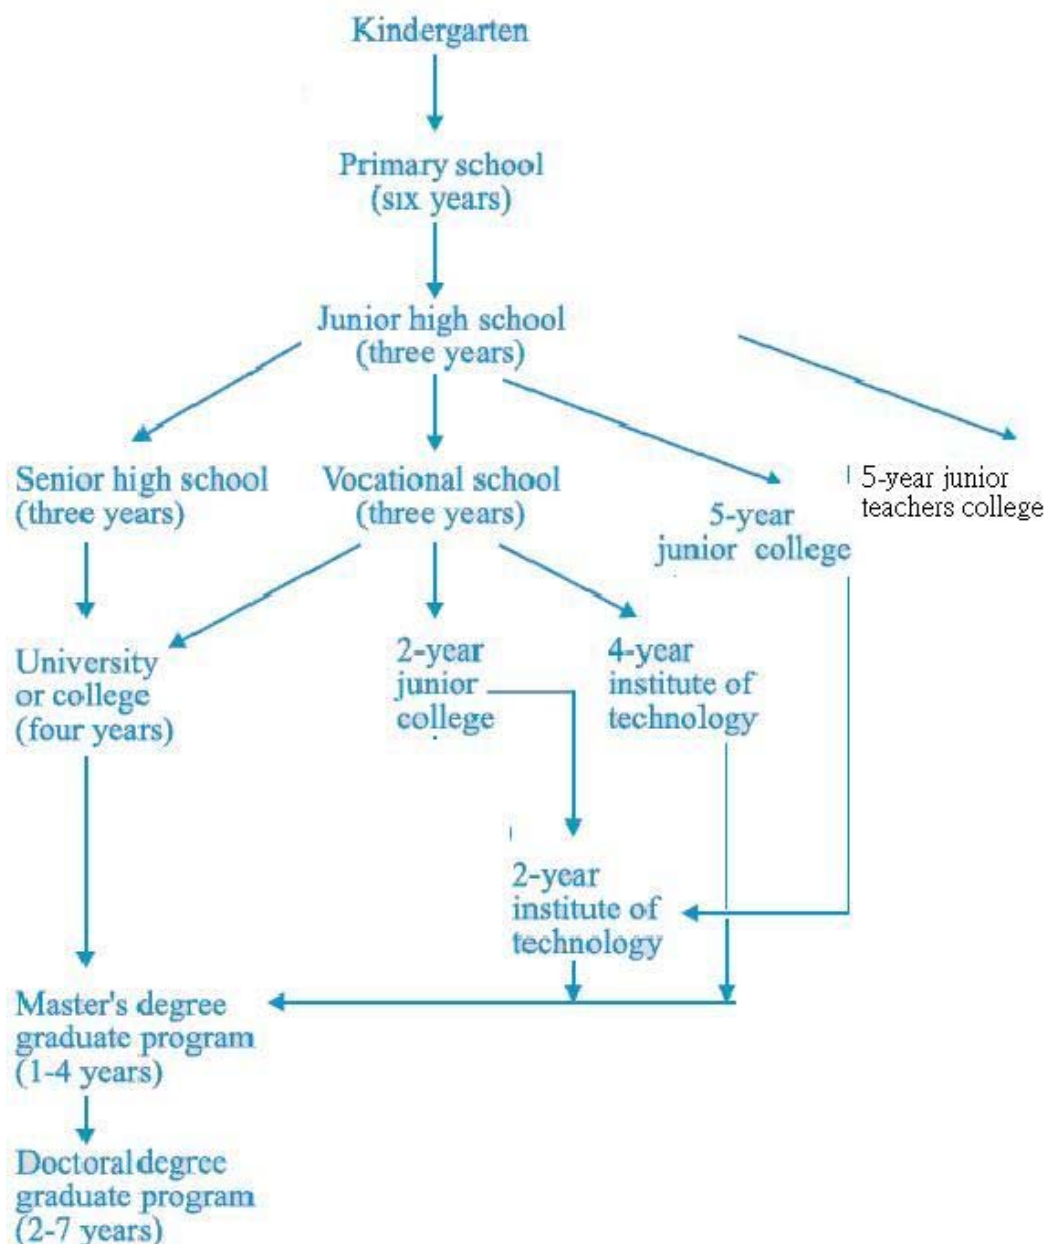 Kindergarten
Primary school
(six years)
Junior high school
(three years)
Senior high school
(three years)
Vocational school
(three years)
5-year
junior college
5-year junior
teachers college
University
or college
(four years)
2-year
junior
college
4-year
institute of
technology
2-year
institute of
technology
Master's degree
graduate program
(1-4 years)
Doctoral degree
graduate program
(2-7 years)